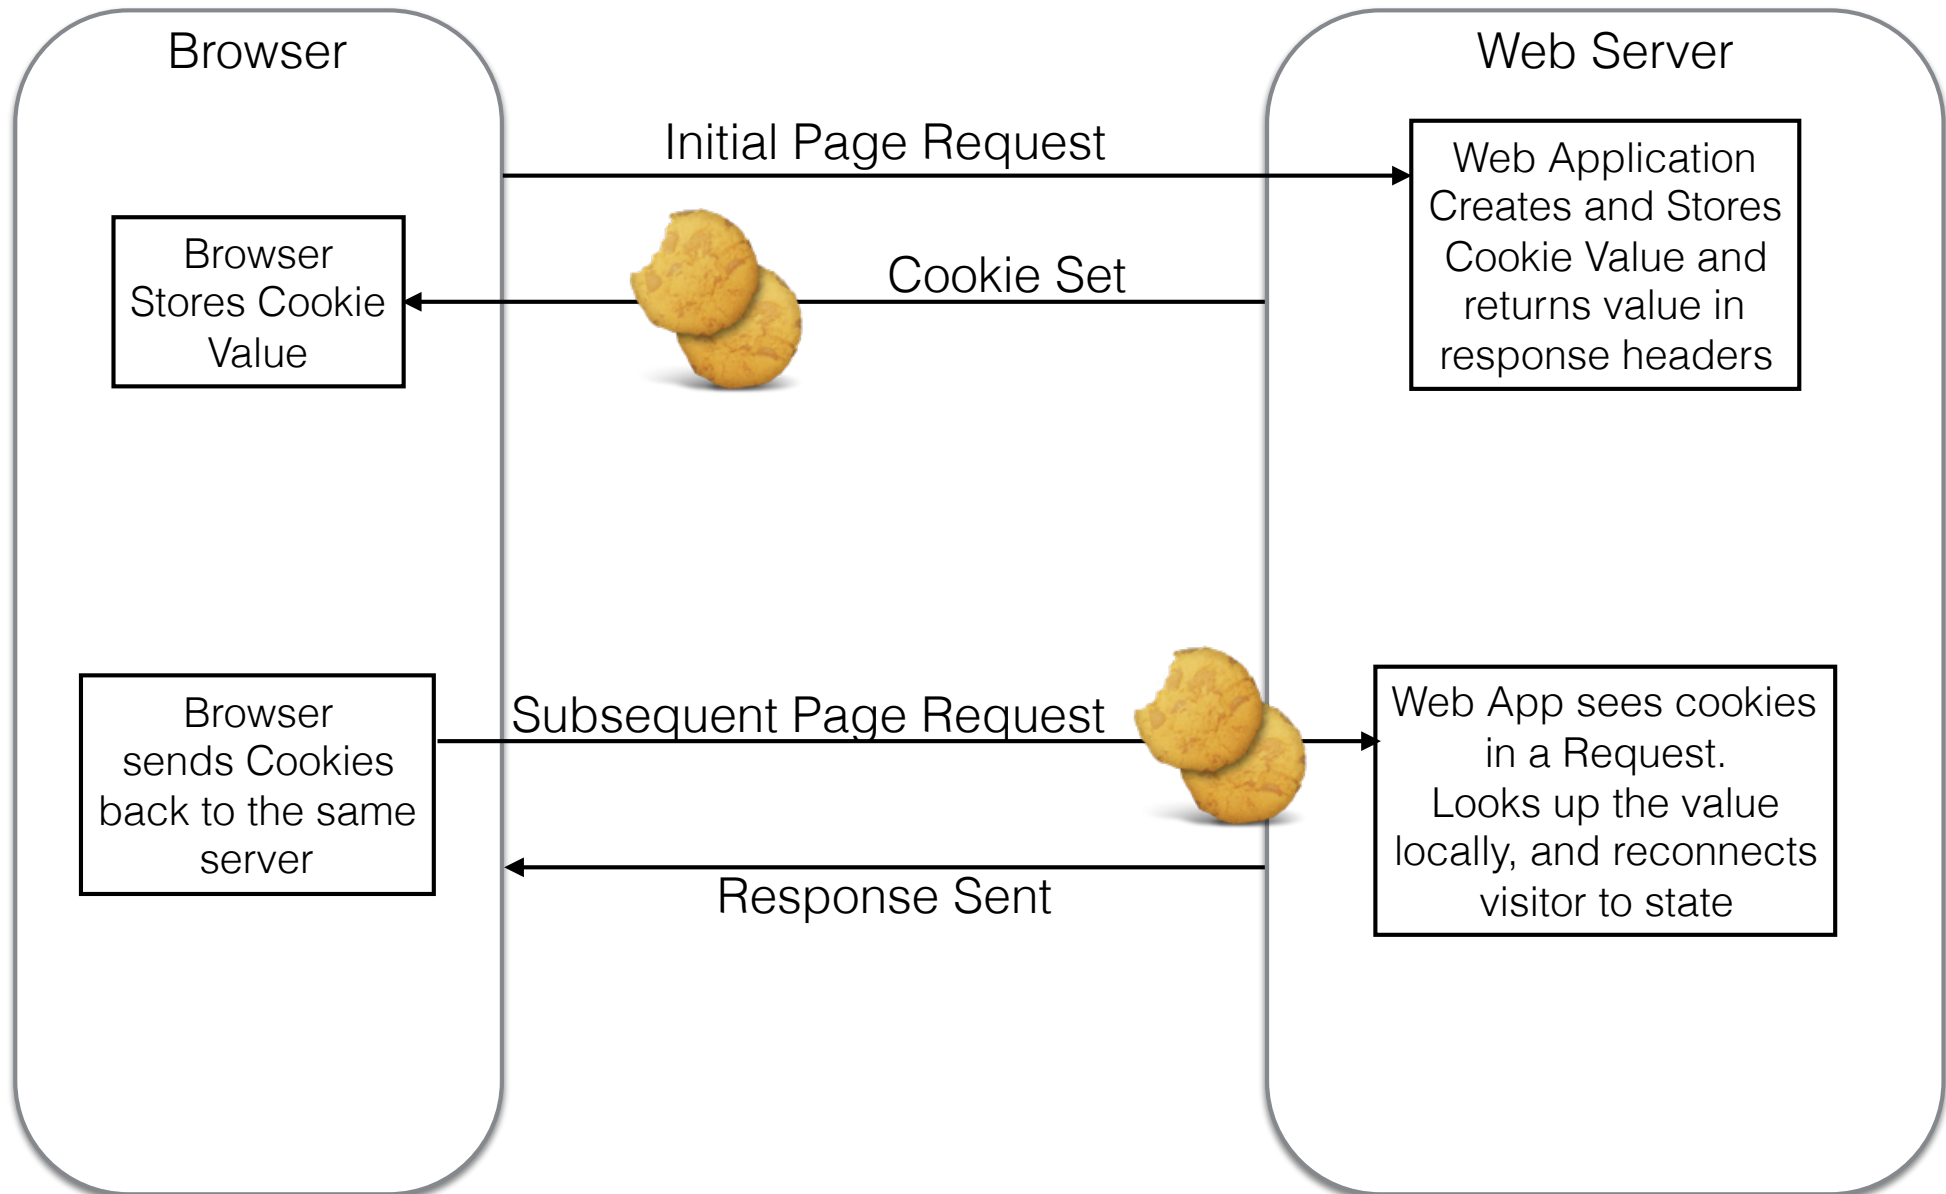 Browser
Web Server
Initial Page Request
Web Application
Creates and Stores
Cookie Value and
returns value in
response headers
Browser
Stores Cookie
Value
Cookie Set
Browser
sends Cookies
back to the same
server
Subsequent Page Request
Web App sees cookies
in a Request.
Looks up the value
locally, and reconnects
visitor to state
Response Sent